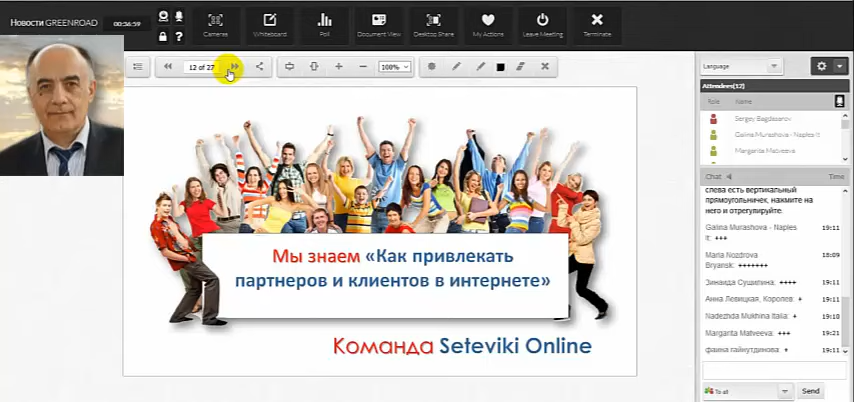 Новости GREENROAD
00:36:59
?
Cameras
Whiteboard
Poll
Document View
Desktop Share
My Actions
Leave Meeting
Terminate
12 of 27
100%
Мы знаем «Как привлекать
партнеров и клиентов в интернете»
Команда Seteviki Online
Language
Attendees(12)
Role Name
Sergey Bagdasarov
Galina Murashova - Naples It
Margarita Matveeva
Chat Time
слева есть вертикальный
прямоугольничек, нажмите на
него и отрегулируйте.
Galina Murashova - Naples 19:11
It: +++
Maria Nozdrova 18:09
Bryansk: +++++++
Зинаида Сушилина: ++++ 19:11
Анна Левицкая, Королев: + 19:11
Nadezhda Mukhina Italia: + 19:10
Margarita Matveeva: +++ 19:21
фаина гайнутдинова: + 19:11
To all
Send